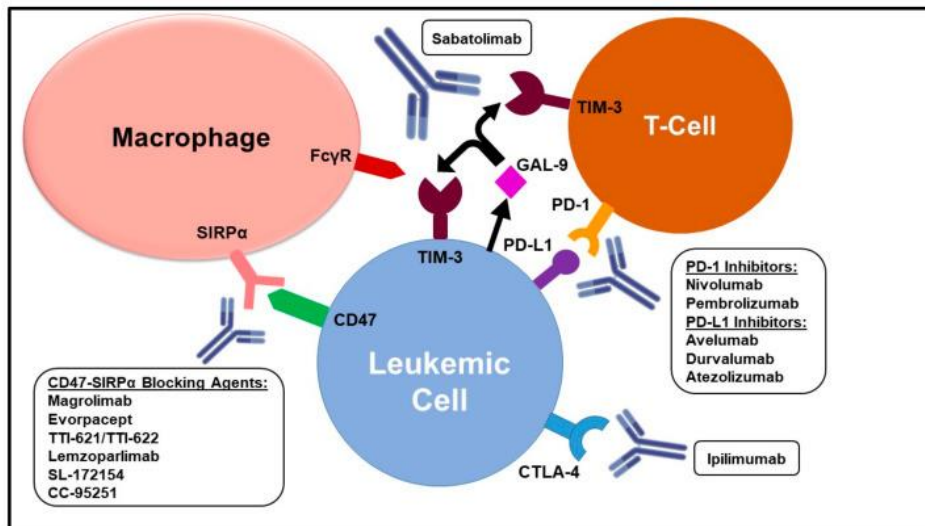 Sabatolimab
Macrophage
FcγR
TIM-3
T-Cell
GAL-9
PD-1
SIRPα
TIM-3
PD-L1
CD47
Leukemic
Cell
PD-1 Inhibitors:
Nivolumab
Pembrolizumab
PD-L1 Inhibitors:
Avelumab
Durvalumab
Atezolizumab
CD47-SIRPα Blocking Agents:
Magrolimab
Evorpacept
TTI-621/TTI-622
Lemzoparlimab
SL-172154
CC-95251
CTLA-4
Ipilimumab